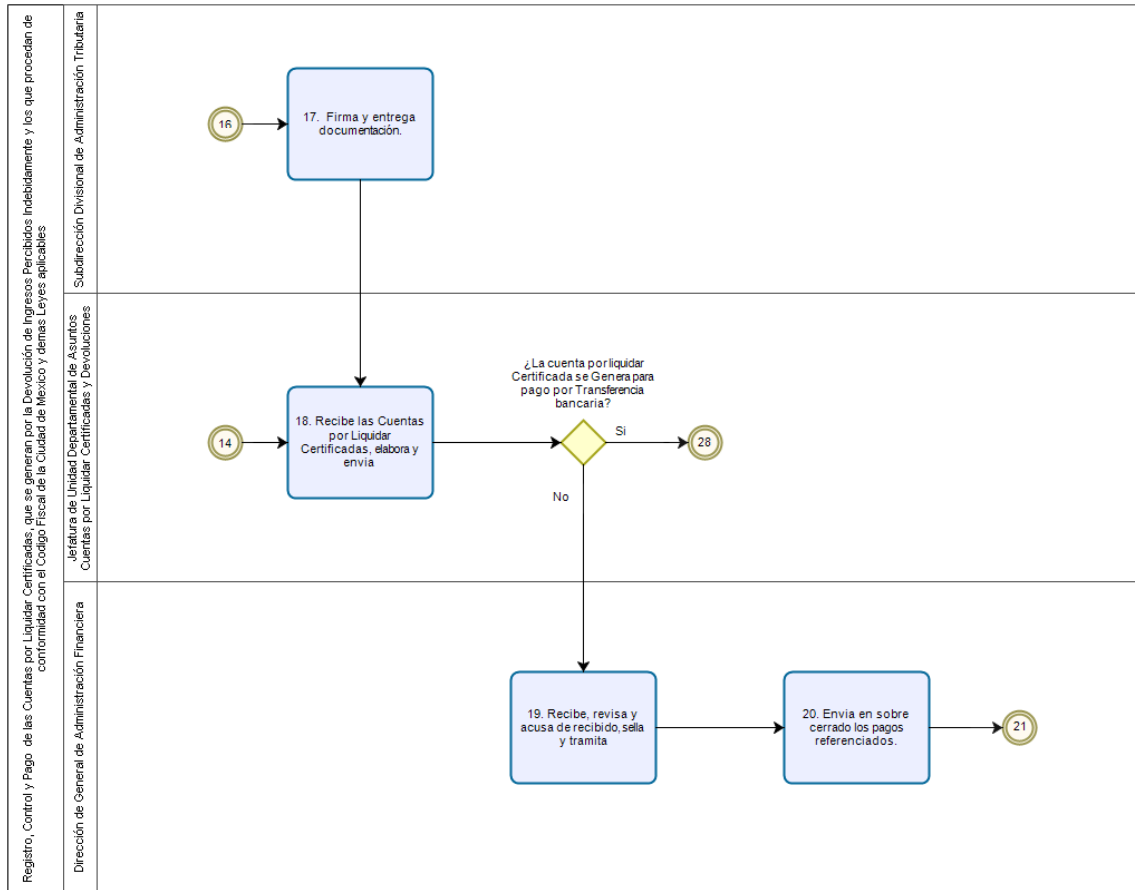 Registro, Control y Pago de las Cuentas por Liquidar Certificadas, que se generan por la Devolución de Ingresos Percibidos Indebidamente y los que procedan de
conformidad con el Codigo Fiscal de la Ciudad de Mexico y demas Leyes aplicables
Subdirección Divisional de Administración Tributaria
16
17. Firma y entrega
documentación.
Jefatura de Unidad Departamental de Asuntos
Cuentas por Liquidar Certificadas y Devoluciones
14
18. Recibe las Cuentas
por Liquidar
Certificadas, elabora y
envia
¿La cuenta por liquidar
Certificada se Genera para
pago por Transferencia
bancaria?
Si
28
No
Dirección de General de Administración Financiera
19. Recibe, revisa y
acusa de recibido, sella
y tramita
20. Envia en sobre
cerrado los pagos
referenciados.
21